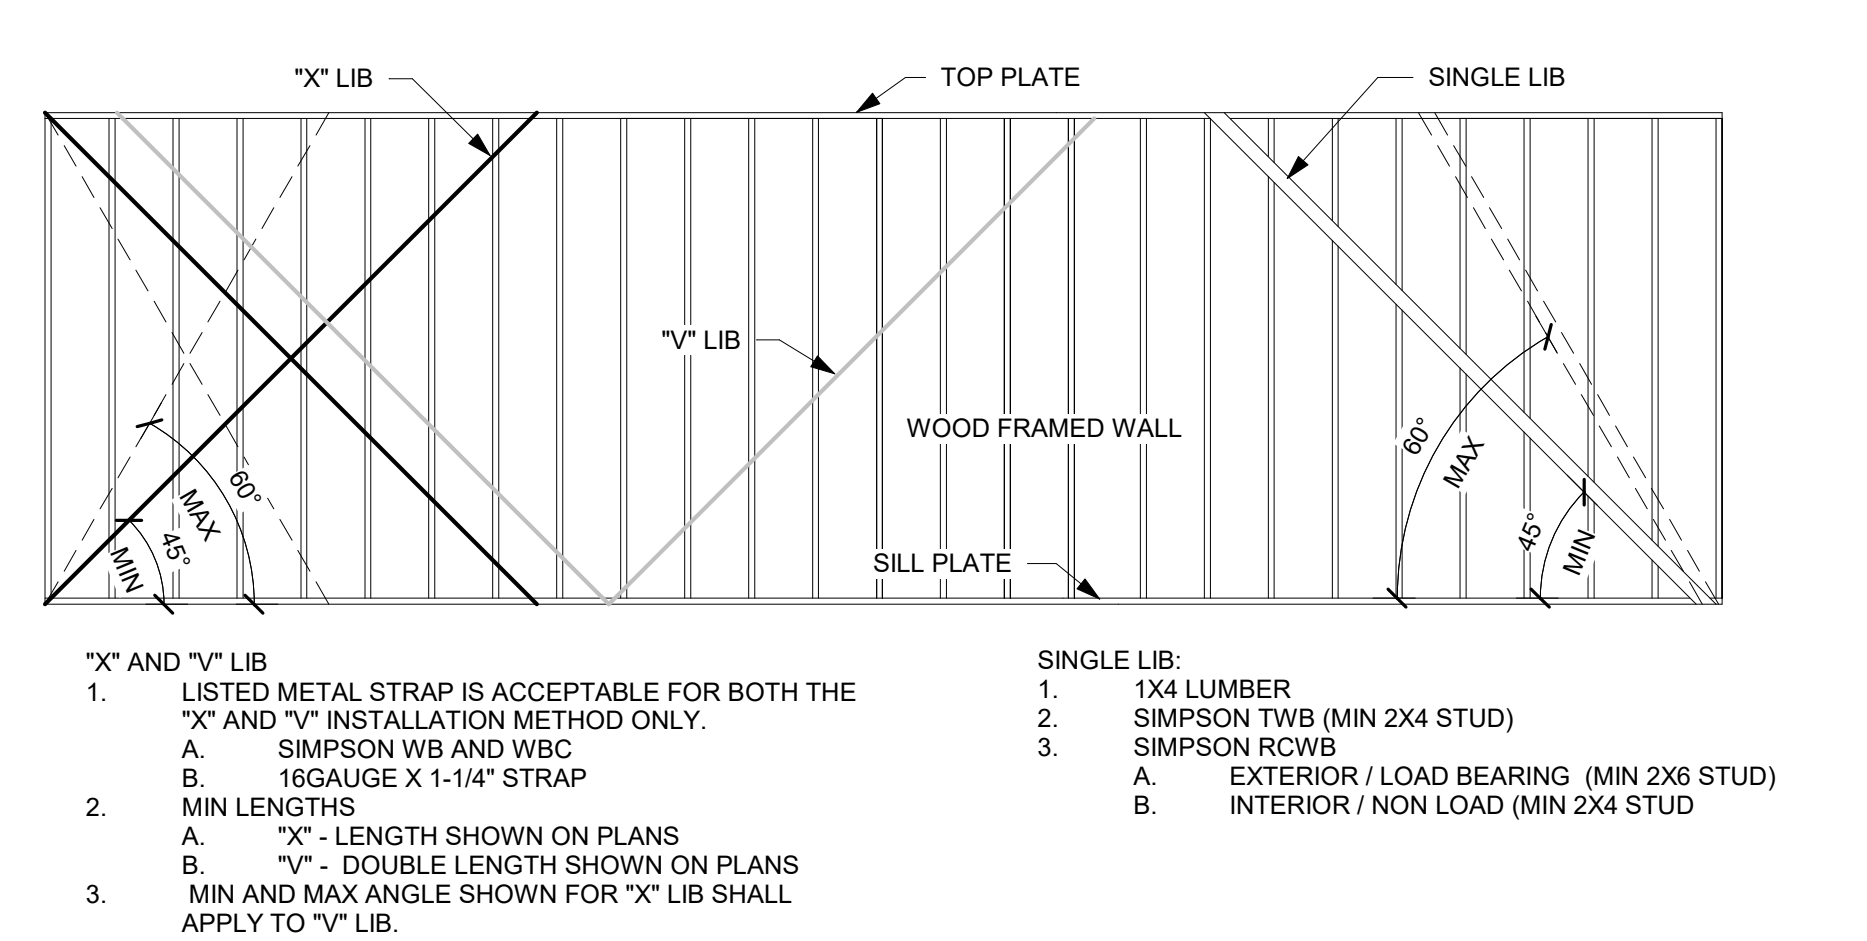 "X" LIB
TOP PLATE
SINGLE LIB
"V" LIB
WOOD FRAMED WALL
SILL PLATE
60°
MAX
45°
MIN
60°
MAX
45°
MIN
"X" AND "V" LIB
1. LISTED METAL STRAP IS ACCEPTABLE FOR BOTH THE
"X" AND "V" INSTALLATION METHOD ONLY.
A. SIMPSON WB AND WBC
B. 16GAUGE X 1-1/4" STRAP
2. MIN LENGTHS
A. "X" - LENGTH SHOWN ON PLANS
B. "V" - DOUBLE LENGTH SHOWN ON PLANS
3. MIN AND MAX ANGLE SHOWN FOR "X" LIB SHALL
APPLY TO "V" LIB.
SINGLE LIB:
1. 1X4 LUMBER
2. SIMPSON TWB (MIN 2X4 STUD)
3. SIMPSON RCWB
A. EXTERIOR / LOAD BEARING (MIN 2X6 STUD)
B. INTERIOR / NON LOAD (MIN 2X4 STUD